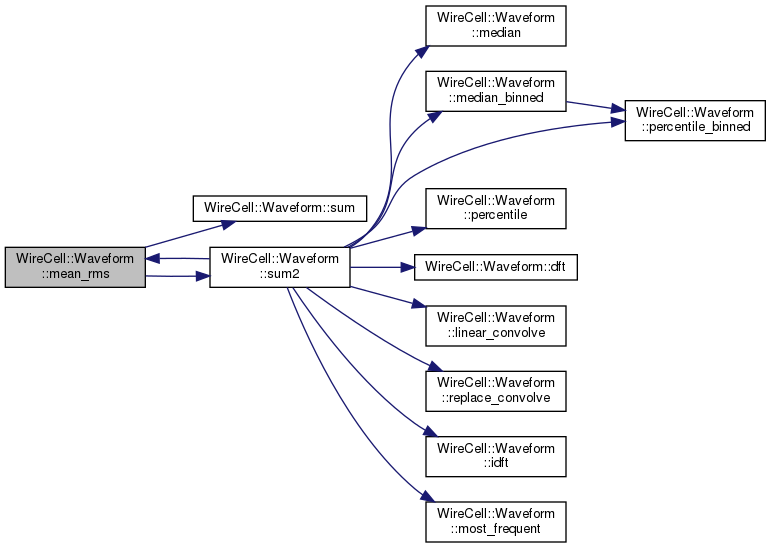 WireCell::Waveform
::median
WireCell::Waveform
::median_binned
WireCell::Waveform
::percentile_binned
WireCell::Waveform
::percentile
WireCell::Waveform::sum
WireCell::Waveform
::mean_rms
WireCell::Waveform
::sum2
WireCell::Waveform::dft
WireCell::Waveform
::linear_convolve
WireCell::Waveform
::replace_convolve
WireCell::Waveform
::idft
WireCell::Waveform
::most_frequent